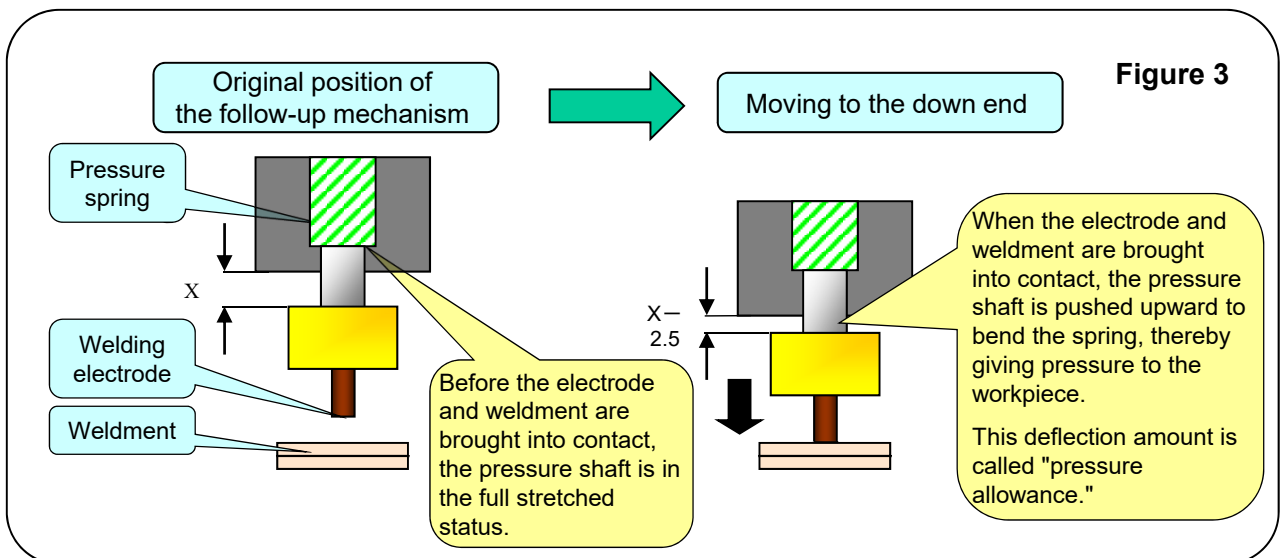 Original position of
the follow-up mechanism
Moving to the down end
Figure 3
Pressure
spring
X
Welding
electrode
Weldment
Before the electrode
and weldment are
brought into contact,
the pressure shaft is in
the full stretched
status.
X－
2.5
When the electrode and
weldment are brought
into contact, the pressure
shaft is pushed upward to
bend the spring, thereby
giving pressure to the
workpiece.
This deflection amount is
called "pressure
allowance."